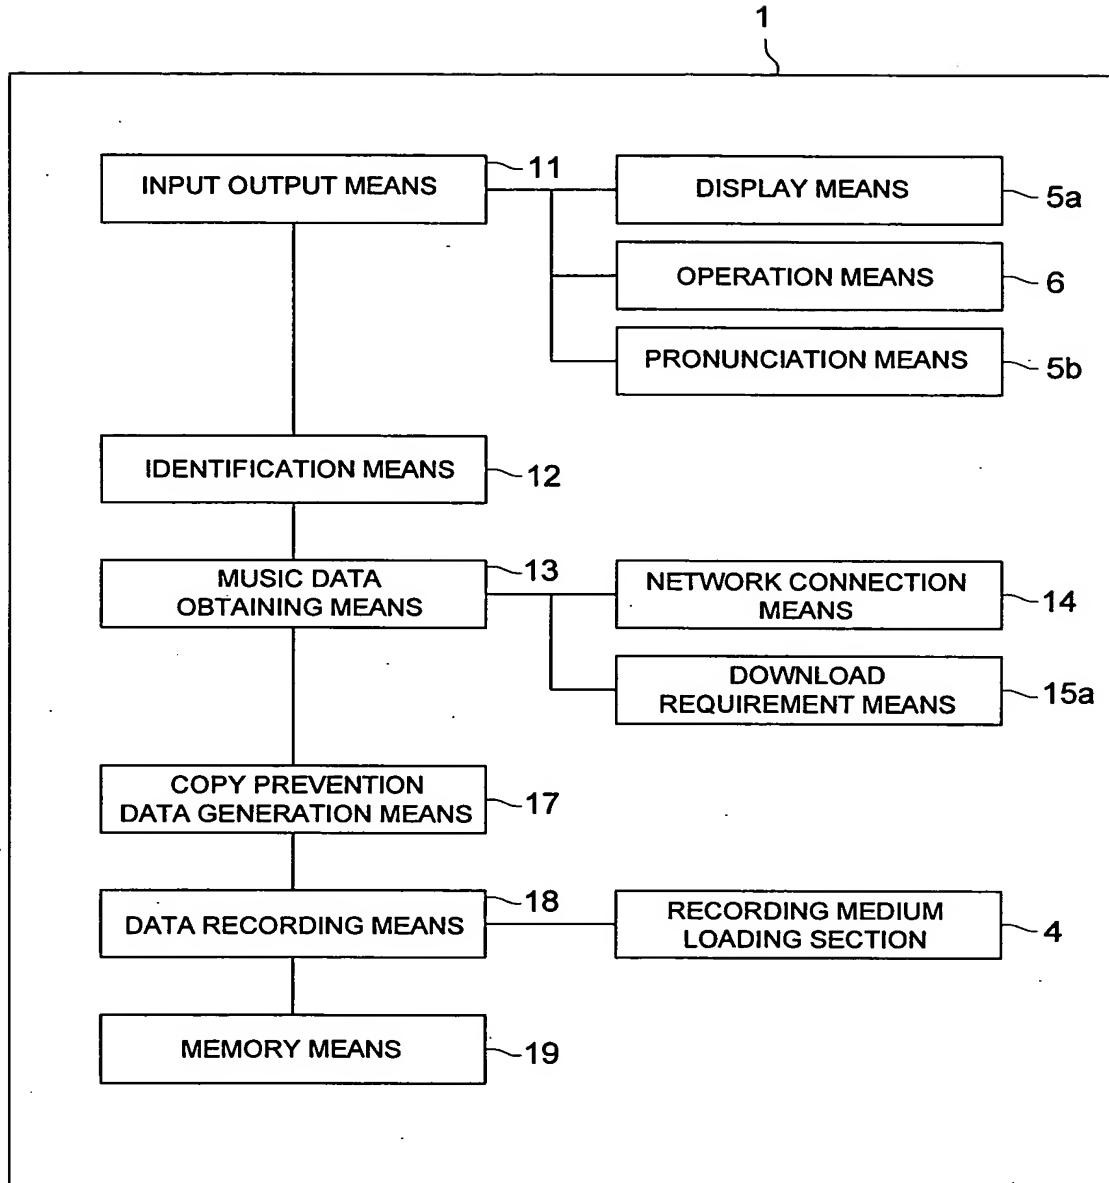 1
INPUT OUTPUT MEANS
11
DISPLAY MEANS
5a
OPERATION MEANS
6
PRONUNCIATION MEANS
5b
IDENTIFICATION MEANS
12
MUSIC DATA
OBTAINING MEANS
13
NETWORK CONNECTION
MEANS
14
DOWNLOAD
REQUIREMENT MEANS
15a
COPY PREVENTION
DATA GENERATION MEANS
17
DATA RECORDING MEANS
18
RECORDING MEDIUM
LOADING SECTION
4
MEMORY MEANS
19